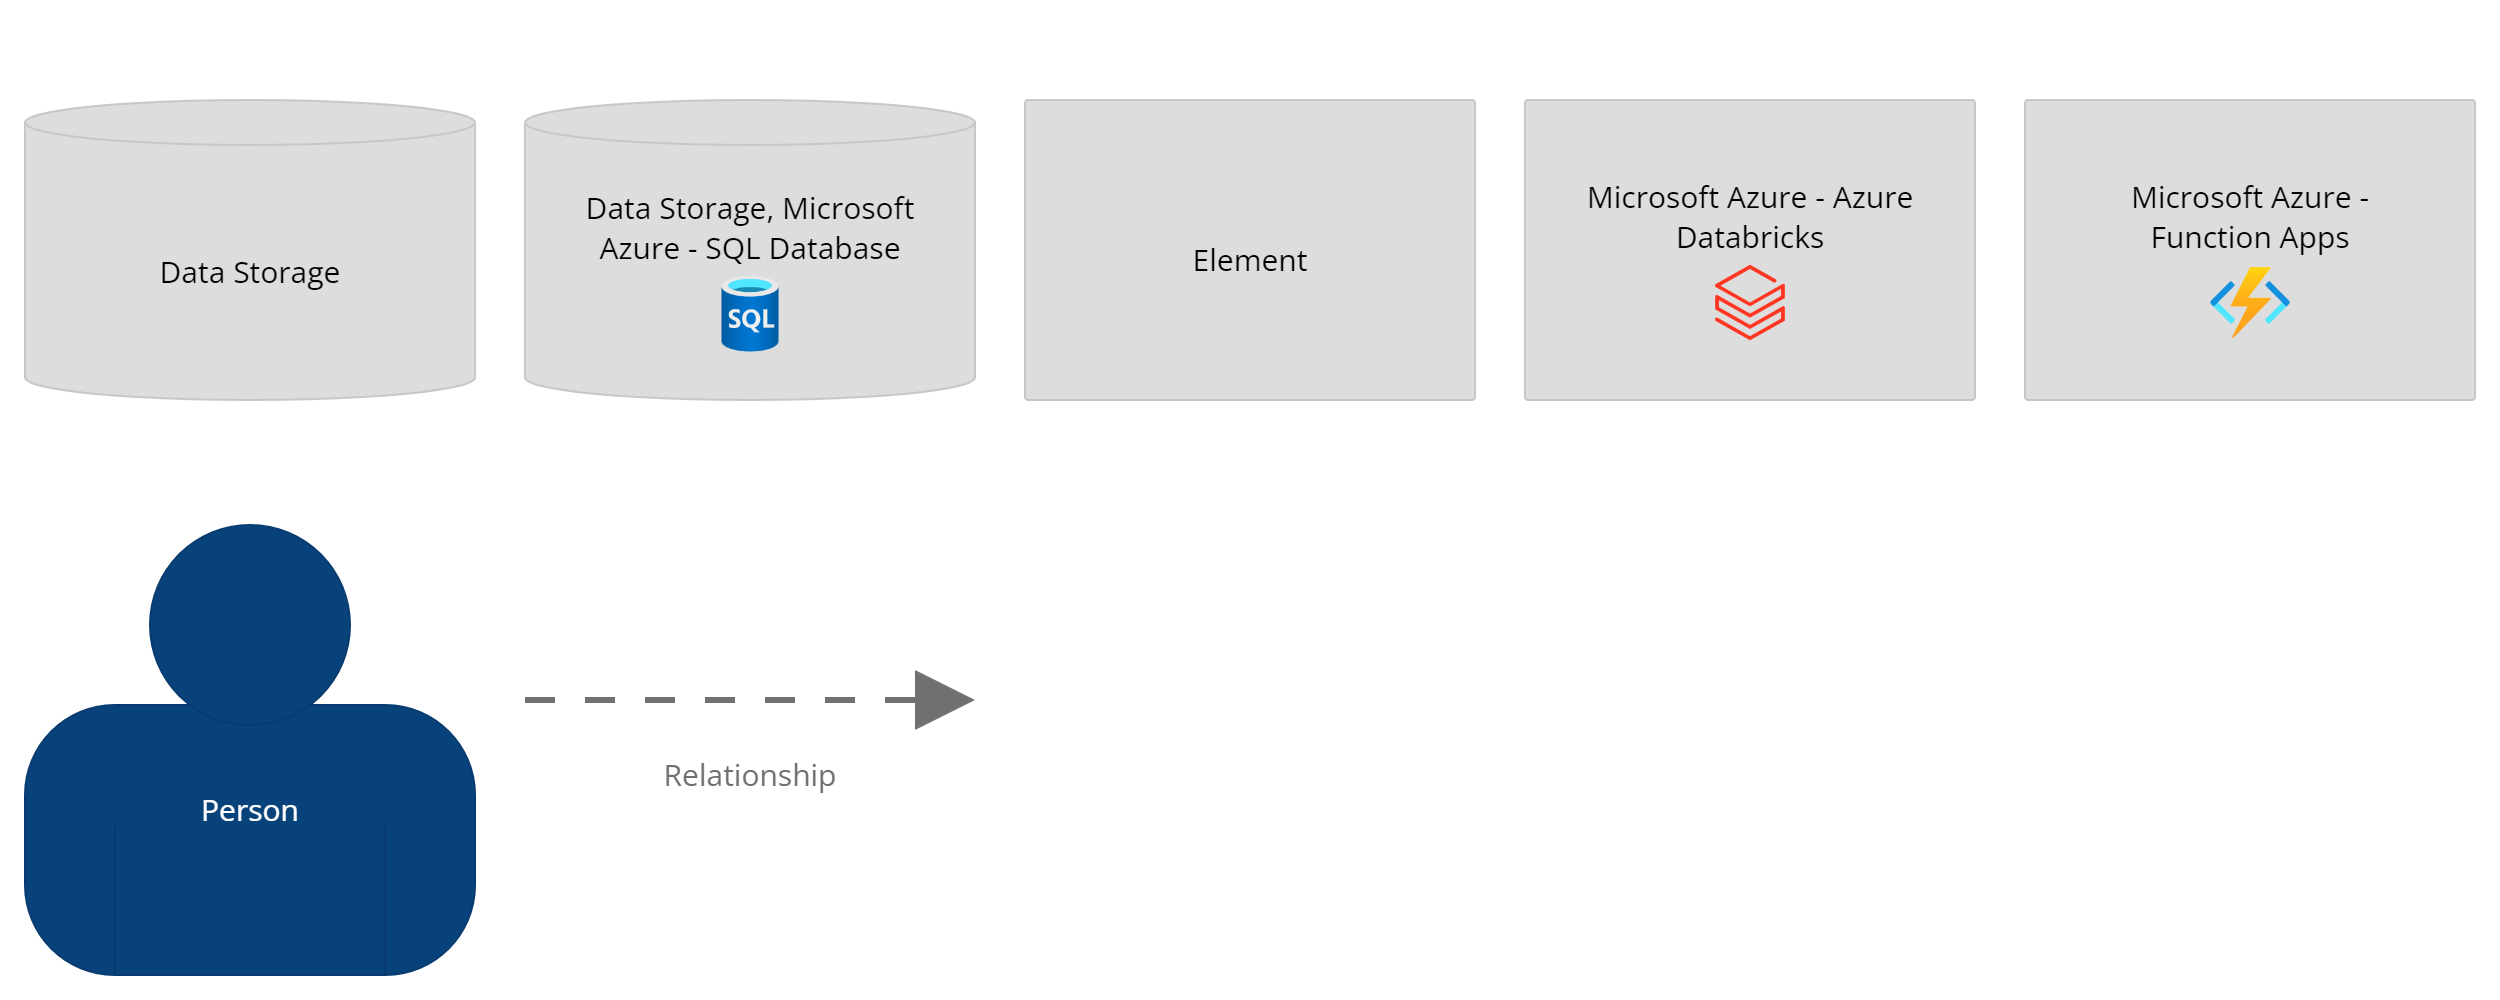 Data Storage
Data Storage, Microsoft
Azure - SQL Database
SQL
Element
Microsoft Azure - Azure
Databricks
Microsoft Azure -
Function Apps
Person
Relationship